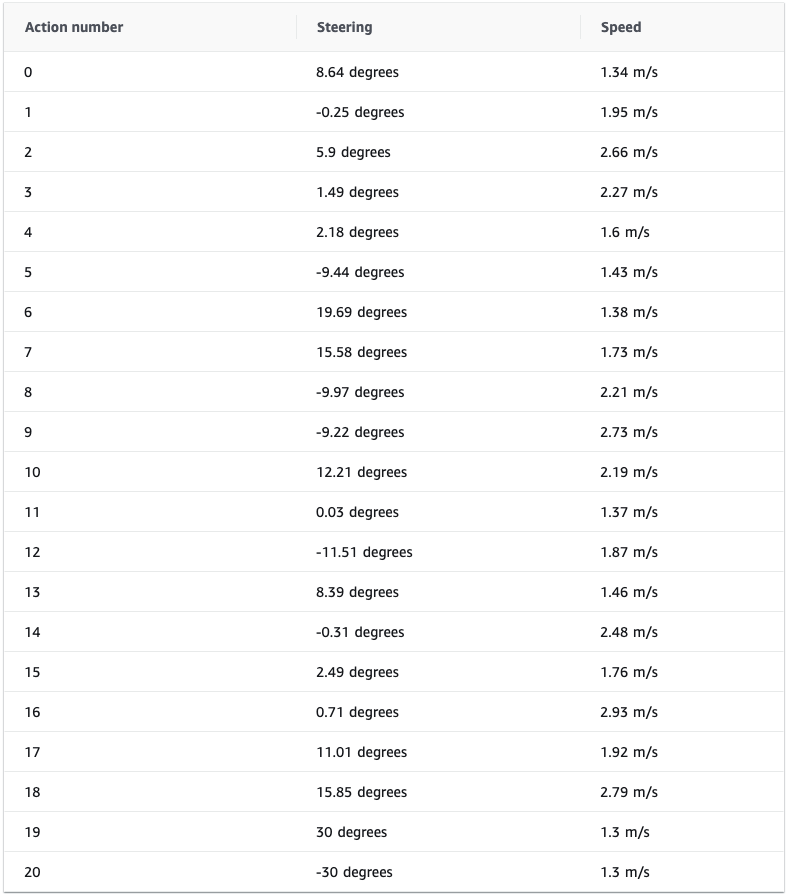 Action number Steering Speed
0 8.64 degrees 1.34 m/s
1 -0.25 degrees 1.95 m/s
2 5.9 degrees 2.66 m/s
3 1.49 degrees 2.27 m/s
4 2.18 degrees 1.6 m/s
5 -9.44 degrees 1.43 m/s
6 19.69 degrees 1.38 m/s
7 15.58 degrees 1.73 m/s
8 -9.97 degrees 2.21 m/s
9 -9.22 degrees 2.73 m/s
10 12.21 degrees 2.19 m/s
11 0.03 degrees 1.37 m/s
12 -11.51 degrees 1.87 m/s
13 8.39 degrees 1.46 m/s
14 -0.31 degrees 2.48 m/s
15 2.49 degrees 1.76 m/s
16 0.71 degrees 2.93 m/s
17 11.01 degrees 1.92 m/s
18 15.85 degrees 2.79 m/s
19 30 degrees 1.3 m/s
20 -30 degrees 1.3 m/s